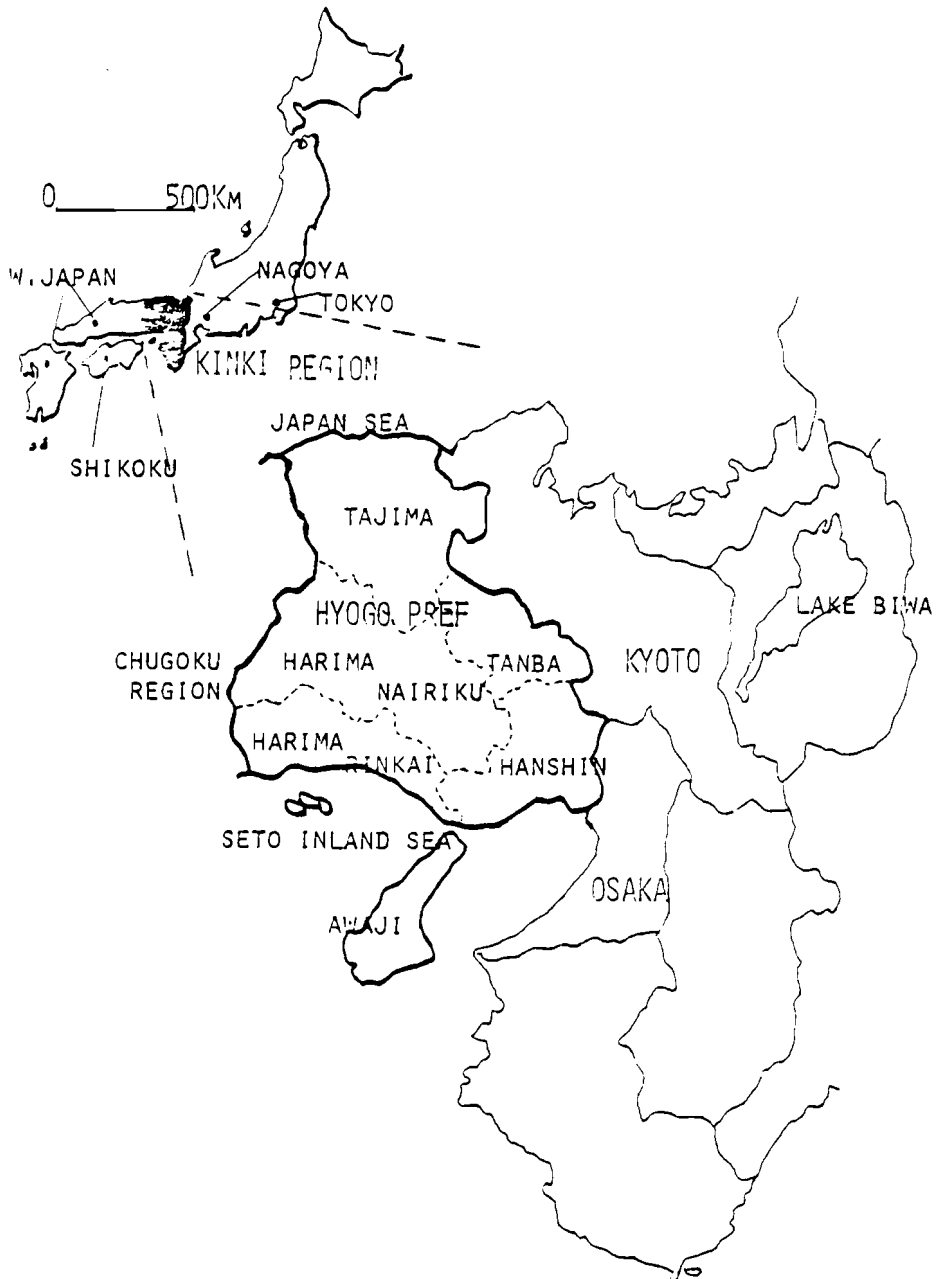 0 500KM
W.JAPAN
NAGOYA
TOKYO
KINKI REGION
SHIKOKU
JAPAN SEA
TAJIMA
HYOGO PREF
LAKE BIWA
CHUGOKU
REGION
HARIMA
NAIRIKU
TANBA
KYOTO
HARIMA
RINKAI
HANSHIN
SETO INLAND SEA
OSAKA
AWAJI